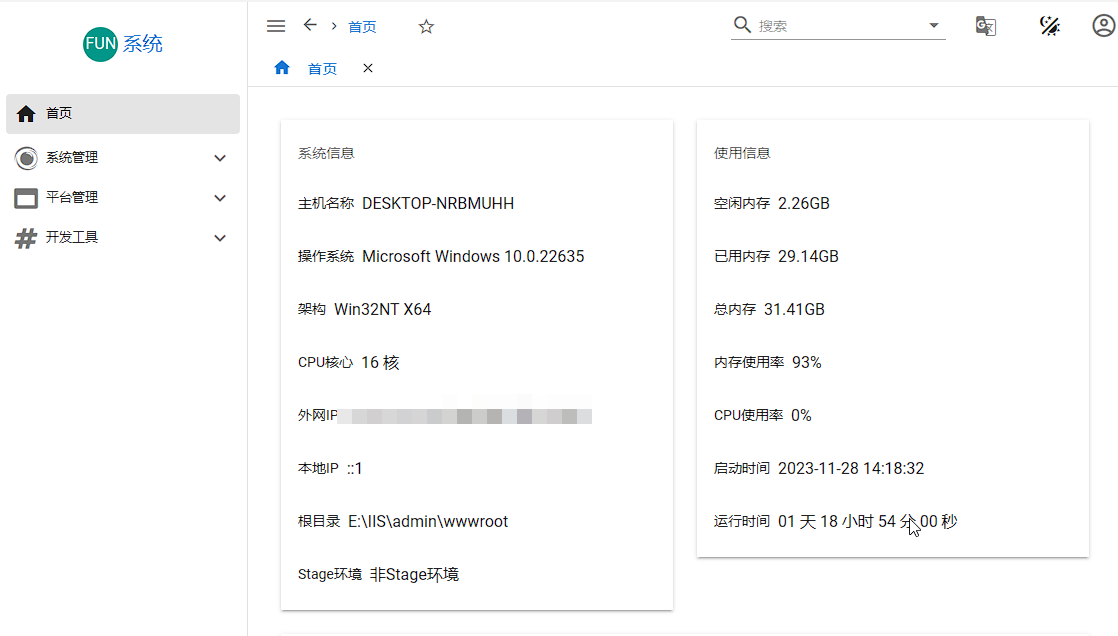 FUN 系统
首页
搜索
首页
首页
系统管理
平台管理
开发工具
系统信息
主机名称 DESKTOP-NRBMUHH
操作系统 Microsoft Windows 10.0.22635
架构 Win32NT X64
CPU核心 16 核
外网IP
本地IP ::1
根目录 E:\IIS\admin\wwwroot
Stage环境 非Stage环境
使用信息
空闲内存 2.26GB
已用内存 29.14GB
总内存 31.41GB
内存使用率 93%
CPU使用率 0%
启动时间 2023-11-28 14:18:32
运行时间 01 天 18 小时 54 分 00 秒